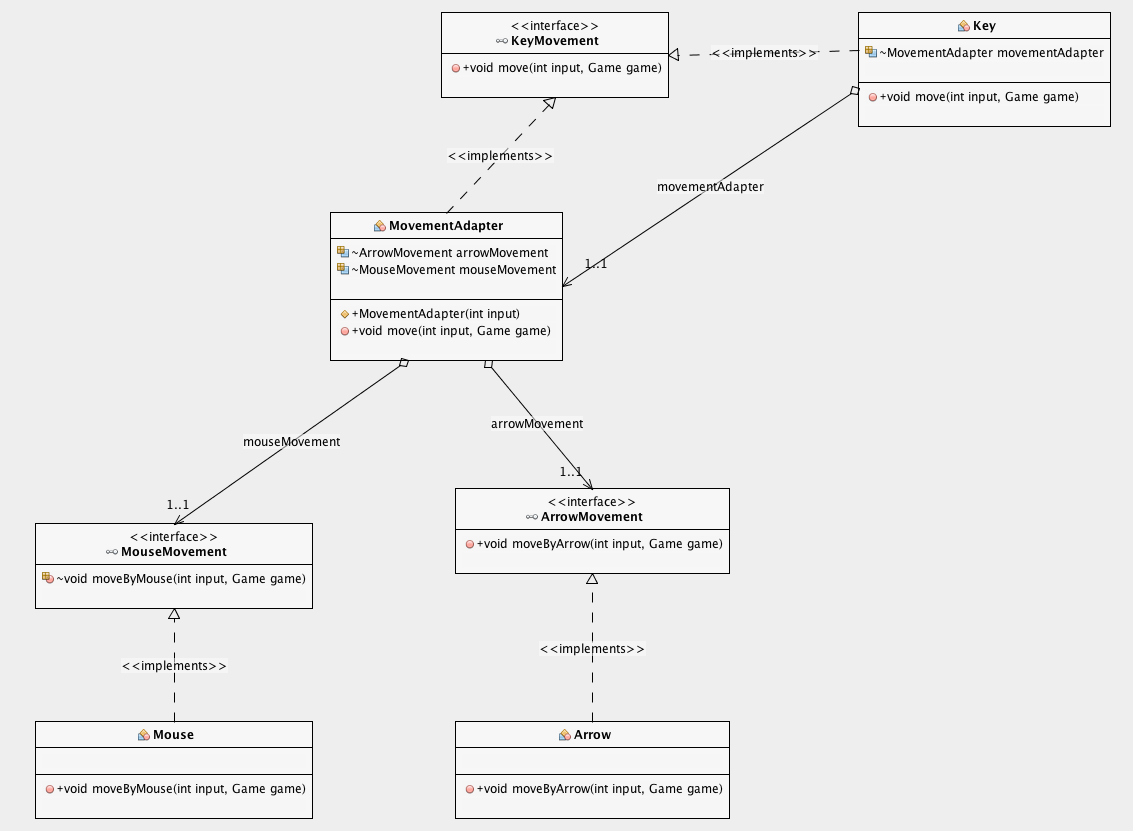 <<interface>>
KeyMovement
+void move(int input, Game game)
<<implements>>
Key
~MovementAdapter movementAdapter
+void move(int input, Game game)
<<implements>>
movementAdapter
1..1
MovementAdapter
~ArrowMovement arrowMovement
~MouseMovement mouseMovement
+MovementAdapter(int input)
+void move(int input, Game game)
mouseMovement
1..1
arrowMovement
1..1
<<interface>>
MouseMovement
~void moveByMouse(int input, Game game)
<<interface>>
ArrowMovement
+void moveByArrow(int input, Game game)
<<implements>>
<<implements>>
Mouse
+void moveByMouse(int input, Game game)
Arrow
+void moveByArrow(int input, Game game)